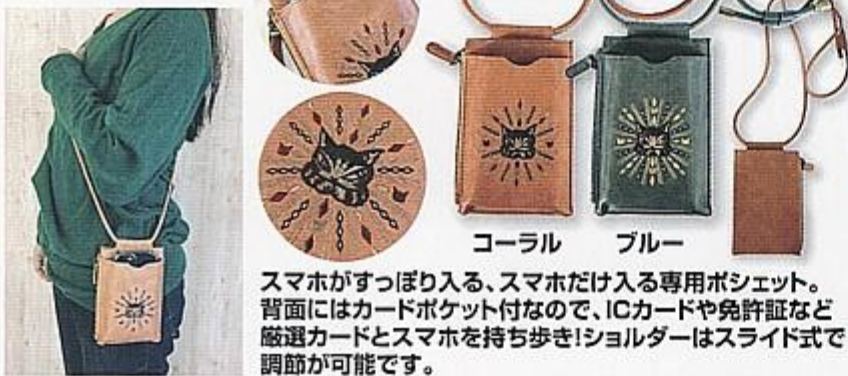 コーラル
ブルー
スマホがすっぽり入る、スマホだけ入る専用ポシェット。
背面にはカードポケット付なので、ICカードや免許証など
厳選カードとスマホを持ち歩き!ショルダーはスライド式で
調節が可能です。